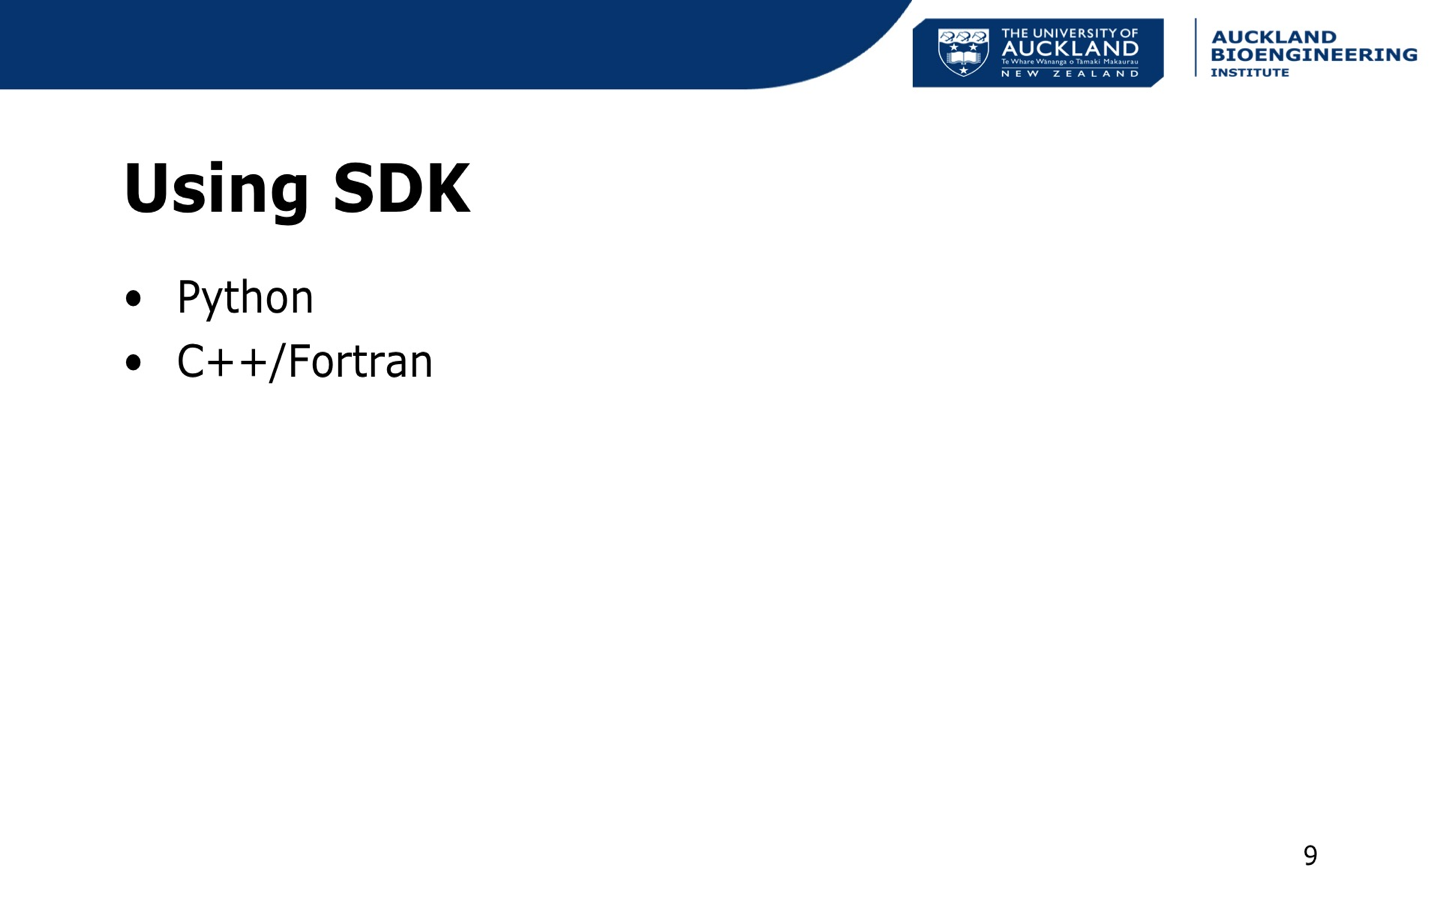 THE UNIVERSITY OF
AUCKLAND
Te Whare Wānanga o Tāmaki Makaurau
NEW ZEALAND
AUCKLAND
BIOENGINEERING
INSTITUTE
Using SDK
• Python
• C++/Fortran
9